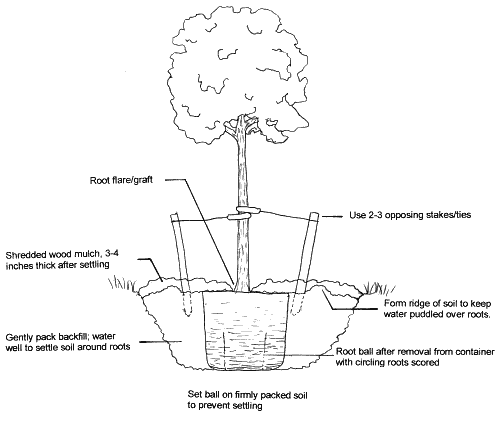 Root flare/graft
Use 2-3 opposing stakes/ties
Shredded wood mulch, 3-4
inches thick after settling
Form ridge of soil to keep
water puddled over roots.
Gently pack backfill; water
well to settle soil around roots
Root ball after removal from container
with circling roots scored
Set ball on firmly packed soil
to prevent settling